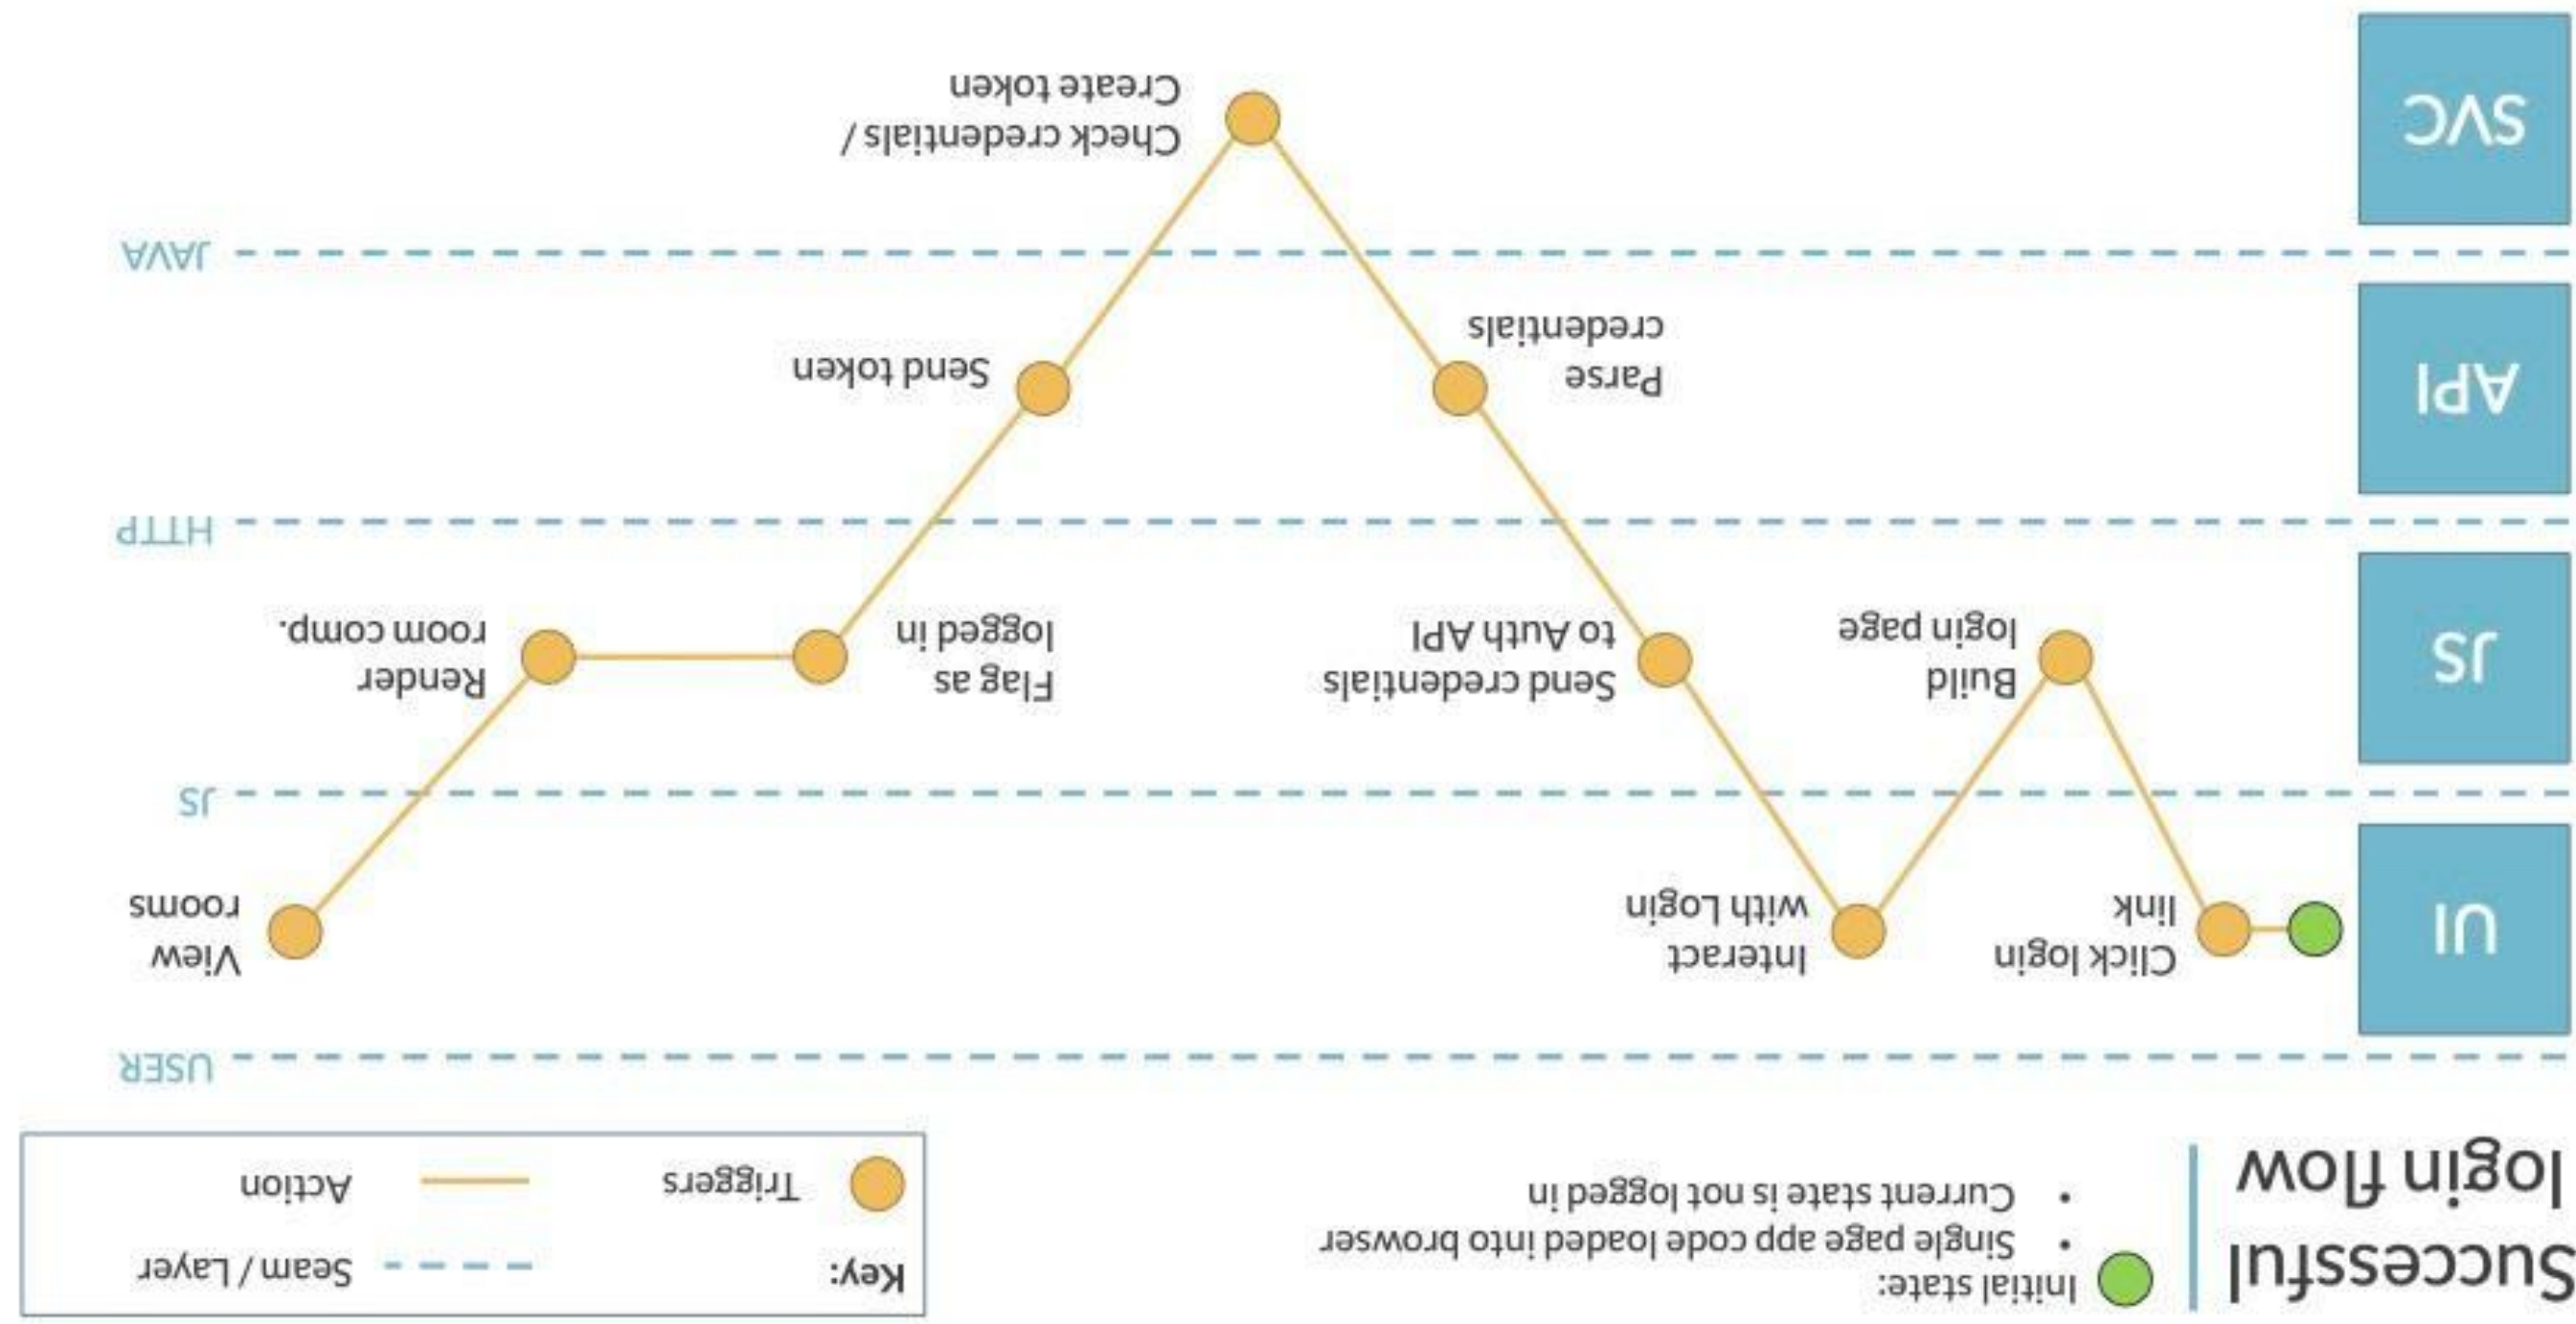 Successful
login flow
Initial state:
• Single page app code loaded into browser
• Current state is not logged in
Key:
Seam / Layer
Triggers
Action
USER
UI
Click login
link
Interact
with Login
View
rooms
JS
JS
Build
login page
Send credentials
to Auth API
Flag as
logged in
Render
room comp.
HTTP
API
Parse
credentials
Send token
JAVA
SVC
Check credentials /
Create token